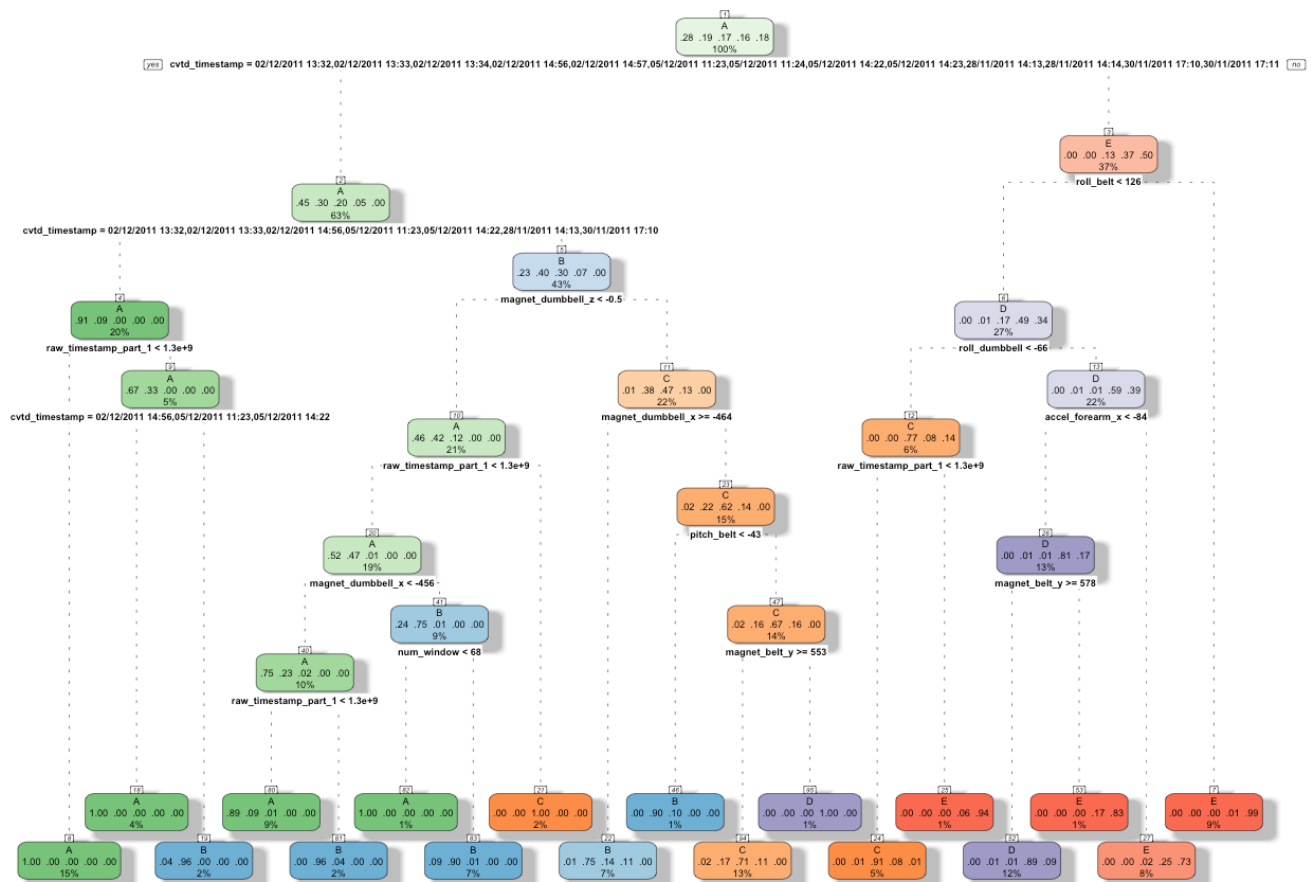 1
A
.28 .19 .17 .16 .18
100%
yes cvtd_timestamp = 02/12/2011 13:32,02/12/2011 13:33,02/12/2011 13:34,02/12/2011 14:56,02/12/2011 14:57,05/12/2011 11:23,05/12/2011 11:24,05/12/2011 14:22,05/12/2011 14:23,28/11/2011 14:13,28/11/2011 14:14,30/11/2011 17:10,30/11/2011 17:11 no
3
E
.00 .00 .13 .37 .50
37%
roll_belt < 126
2
A
.45 .30 .20 .05 .00
63%
cvtd_timestamp = 02/12/2011 13:32,02/12/2011 13:33,02/12/2011 14:56,05/12/2011 11:23,05/12/2011 14:22,28/11/2011 14:13,30/11/2011 17:10
5
B
.23 .40 .30 .07 .00
43%
magnet_dumbbell_z < -0.5
4
A
.91 .09 .00 .00 .00
20%
raw_timestamp_part_1 < 1.3e+9
6
D
.00 .01 .17 .49 .34
27%
roll_dumbbell < -66
9
A
.67 .33 .00 .00 .00
5%
cvtd_timestamp = 02/12/2011 14:56,05/12/2011 11:23,05/12/2011 14:22
11
C
.01 .38 .47 .13 .00
22%
magnet_dumbbell_x >= -464
13
D
.00 .01 .01 .59 .39
22%
accel_forearm_x < -84
10
A
.46 .42 .12 .00 .00
21%
raw_timestamp_part_1 < 1.3e+9
12
C
.00 .00 .77 .08 .14
6%
raw_timestamp_part_1 < 1.3e+9
23
C
.02 .22 .62 .14 .00
15%
pitch_belt < -43
20
A
.52 .47 .01 .00 .00
19%
magnet_dumbbell_x < -456
26
D
.00 .01 .01 .81 .17
13%
magnet_belt_y >= 578
41
B
.24 .75 .01 .00 .00
9%
num_window < 68
47
C
.02 .16 .67 .16 .00
14%
magnet_belt_y >= 553
40
A
.75 .23 .02 .00 .00
10%
raw_timestamp_part_1 < 1.3e+9
18
A
1.00 .00 .00 .00 .00
4%
80
A
.89 .09 .01 .00 .00
9%
82
A
1.00 .00 .00 .00 .00
1%
21
C
.00 .00 1.00 .00 .00
2%
46
B
.00 .90 .10 .00 .00
1%
95
D
.00 .00 .00 1.00 .00
1%
25
E
.00 .00 .00 .06 .94
1%
53
E
.00 .00 .00 .17 .83
1%
7
E
.00 .00 .00 .01 .99
9%
8
A
1.00 .00 .00 .00 .00
15%
19
B
.04 .96 .00 .00 .00
2%
81
B
.00 .96 .04 .00 .00
2%
83
B
.09 .90 .01 .00 .00
7%
22
B
.01 .75 .14 .11 .00
7%
94
C
.02 .17 .71 .11 .00
13%
24
C
.00 .01 .91 .08 .01
5%
52
D
.00 .01 .01 .89 .09
12%
27
E
.00 .00 .02 .25 .73
8%